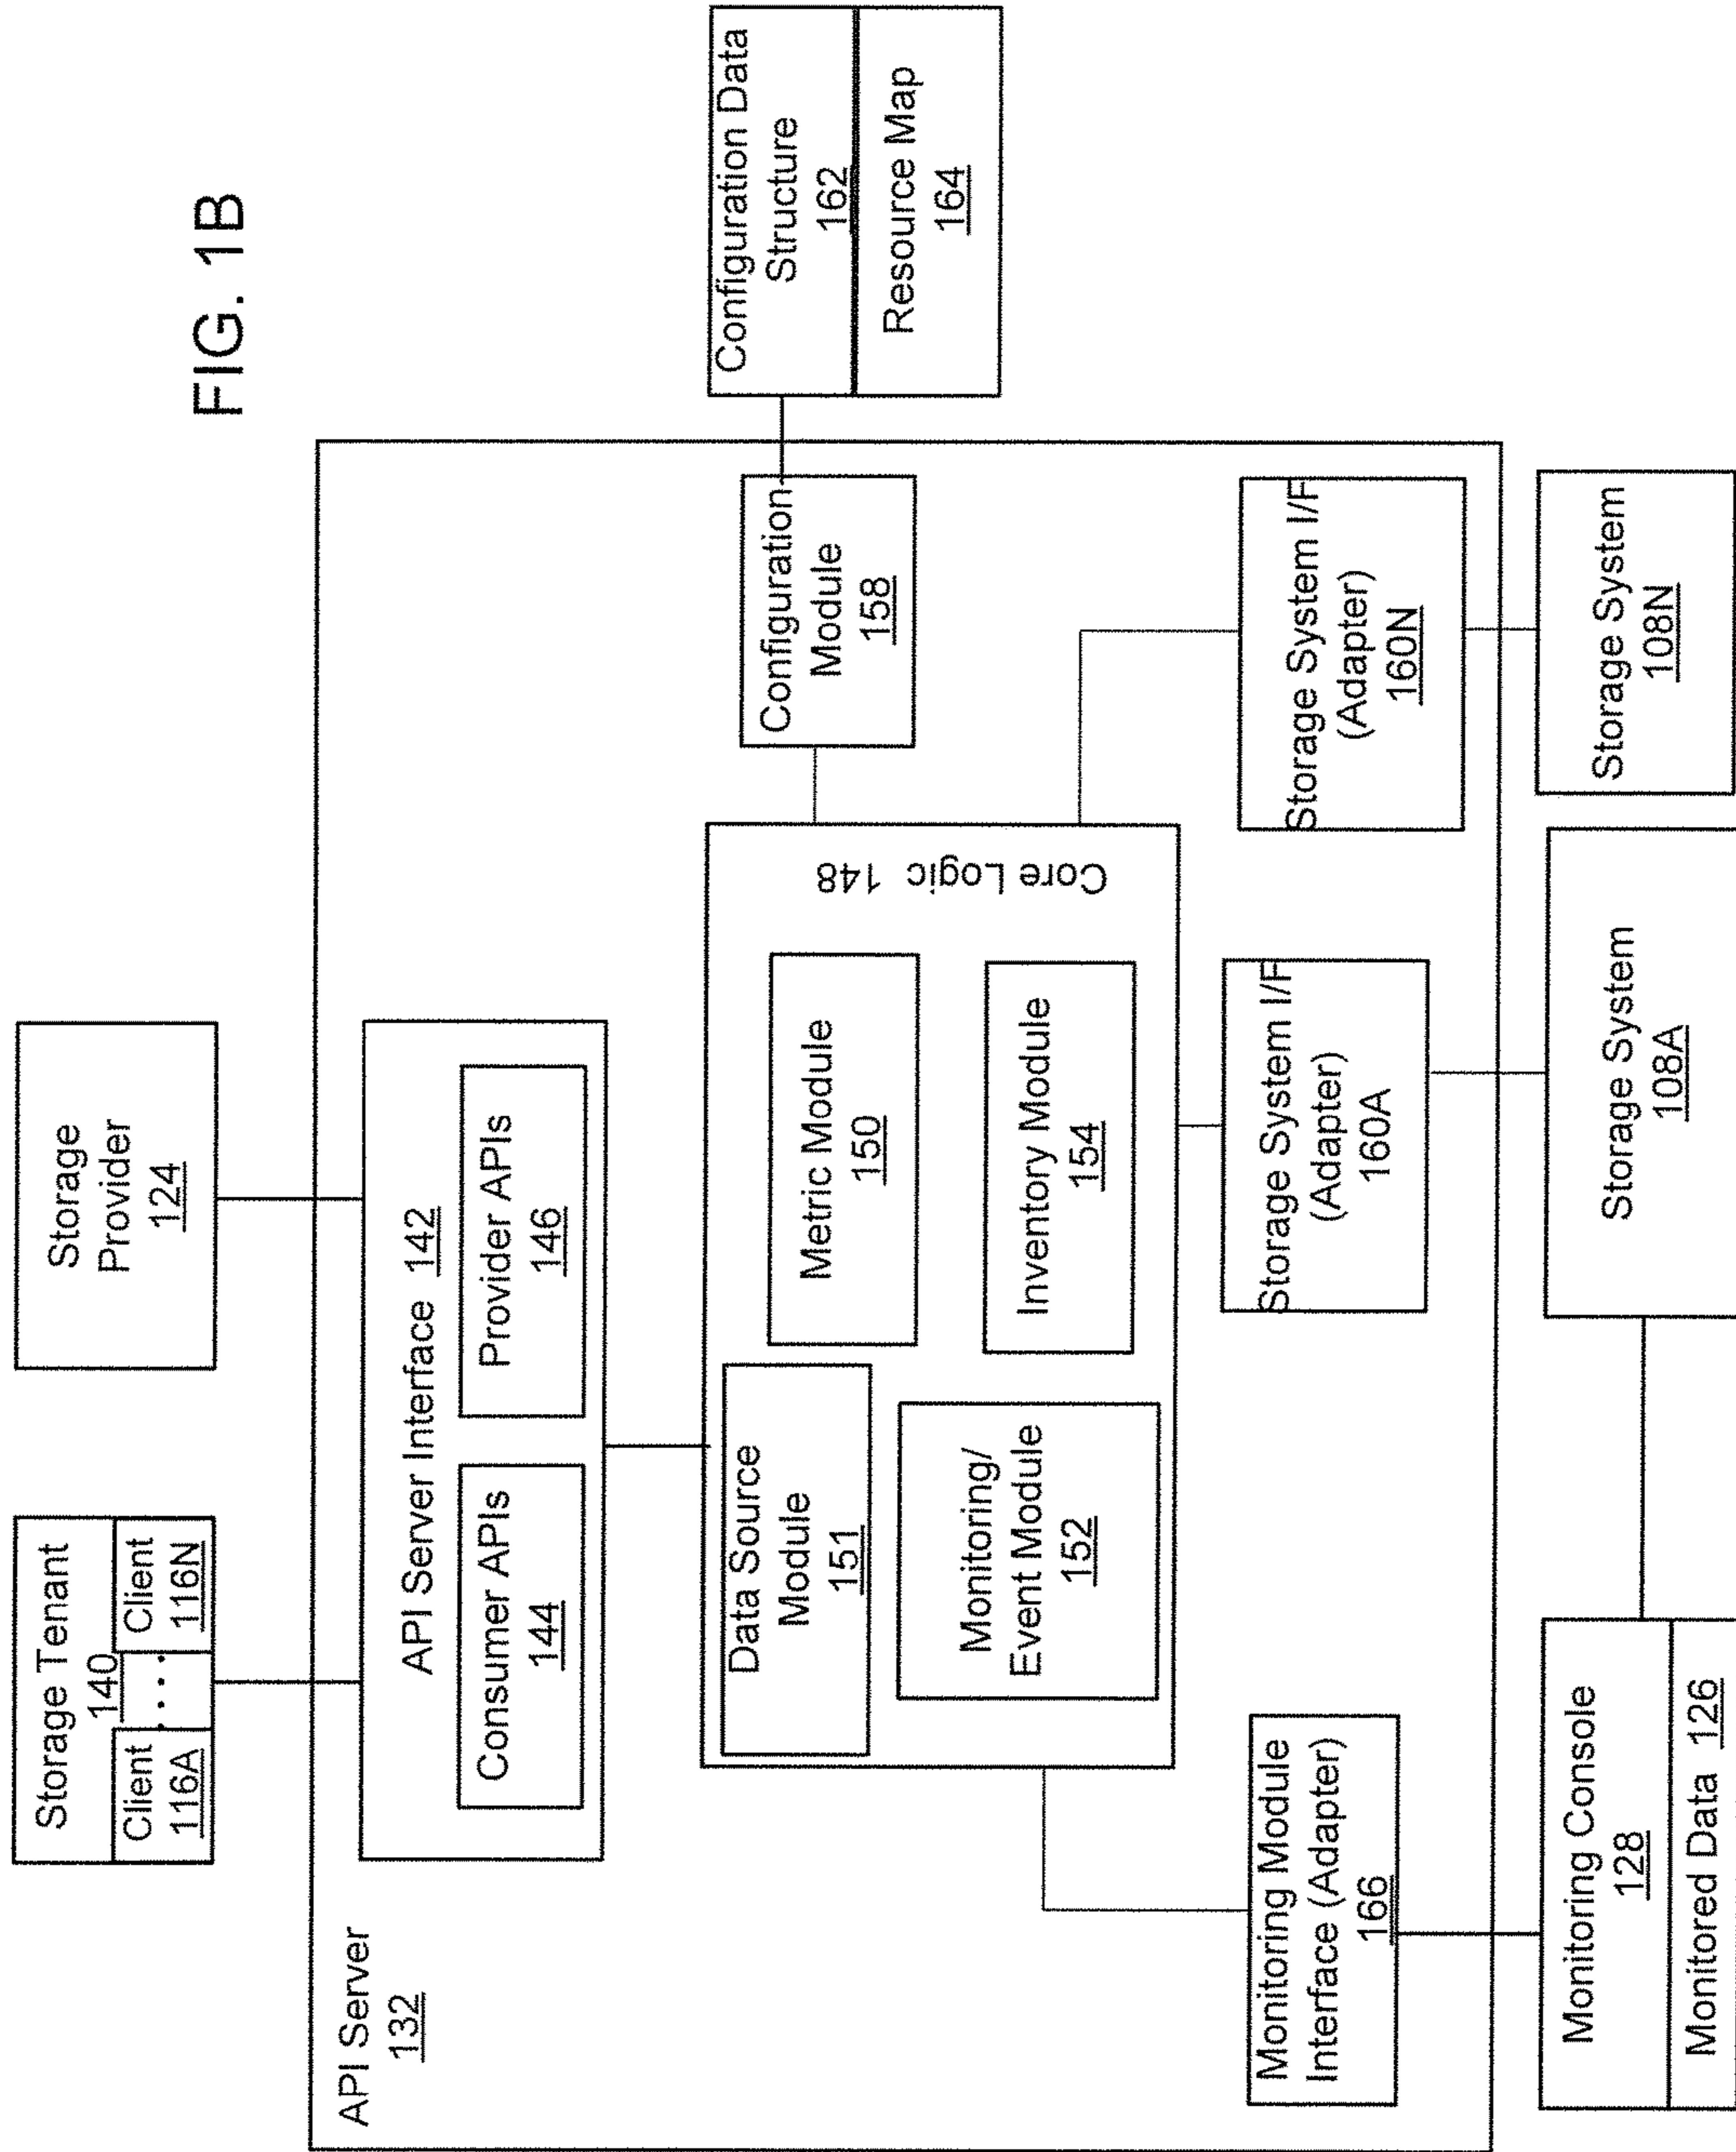 FIG. 1B
Storage Tenant
140
Client
116A
. . .
Client
116N
Storage
Provider
124
API Server
132
API Server Interface 142
Consumer APIs
144
Provider APIs
146
Data Source
Module
151
Metric Module
150
Core Logic 148
Monitoring/
Event Module
152
Inventory Module
154
Configuration
Module
158
Configuration Data
Structure
162
Resource Map
164
Monitoring Module
Interface (Adapter)
166
Storage System I/F
(Adapter)
160A
Storage System I/F
(Adapter)
160N
Monitoring Console
128
Monitored Data 126
Storage System
108A
Storage System
108N